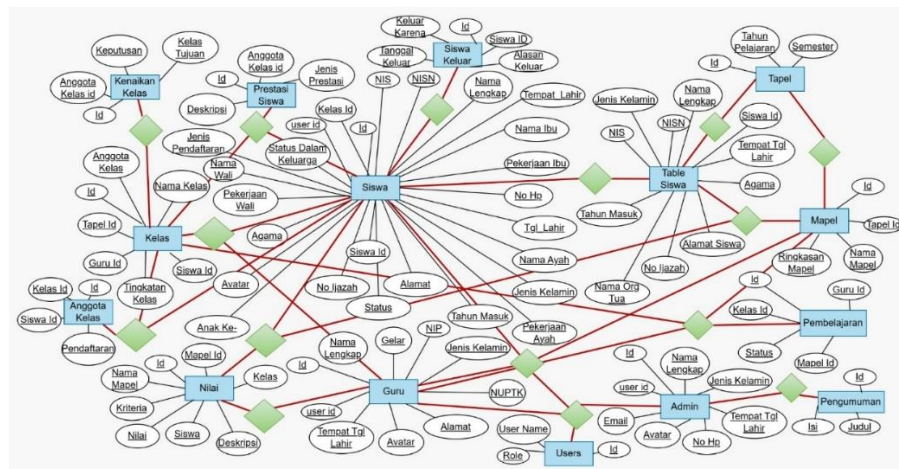 Keluar Karena
Id
Siswa ID
Tanggal Keluar
Siswa Keluar
Alasan Keluar
Keputusan
Kelas Tujuan
Anggota Kelas id
Kenaikan Kelas
Id
Anggota Kelas id
Id
Jenis Prestasi
Prestasi Siswa
Deskripsi
Tahun Pelajaran
Semester
Id
Tapel
NIS
NISN
Nama Lengkap
Tempat_Lahir
Kelas Id
user id
Id
Nama Ibu
Jenis Pendaftaran
Status Dalam Keluarga
Nama Wali
Pekerjaan Ibu
Pekerjaan Wali
Siswa
No Hp
Agama
Tgl_Lahir
Siswa Id
Nama Ayah
Avatar
No Ijazah
Alamat
Jenis Kelamin
Status
Anak Ke-
Tahun Masuk
Pekerjaan Ayah
Jenis Kelamin
Nama Lengkap
NISN
NIS
Siswa Id
Tempat Tgl Lahir
Table Siswa
Agama
Tahun Masuk
Alamat Siswa
No Ijazah
Nama Org Tua
Id
Mapel
Tapel Id
Nama Mapel
Ringkasan Mapel
Anggota Kelas
Id
Nama Kelas
Tapel Id
Kelas
Guru Id
Siswa Id
Tingkatan Kelas
Kelas Id
Id
Anggota Kelas
Siswa Id
Pendaftaran
Id
Guru Id
Kelas Id
Pembelajaran
Status
Mapel Id
Id
Mapel Id
Nama Mapel
Kelas
Nilai
Kriteria
Nilai
Siswa
Deskripsi
Nama Lengkap
Gelar
NIP
Jenis Kelamin
Id
Guru
NUPTK
user id
Tempat Tgl Lahir
Avatar
Alamat
User Name
Role
Users
Id
Nama Lengkap
Id
Jenis Kelamin
user id
Admin
Email
Tempat Tgl Lahir
Avatar
No Hp
Id
Pengumuman
Isi
Judul